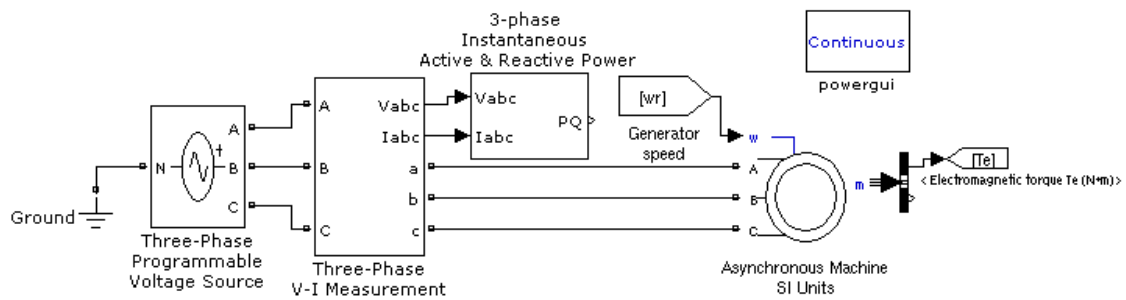 3-phase
Instantaneous
Active & Reactive Power
Continuous
powergui
A
Vabc
Vabc
[wr]
Iabc
Iabc
PQ
Generator
speed
w
[Te]
< Electromagnetic torque Te (N*m)>
A
N
B
B
a
A
m
C
b
B
Ground
C
c
C
Three-Phase
Programmable
Voltage Source
Three-Phase
V-I Measurement
Asynchronous Machine
SI Units